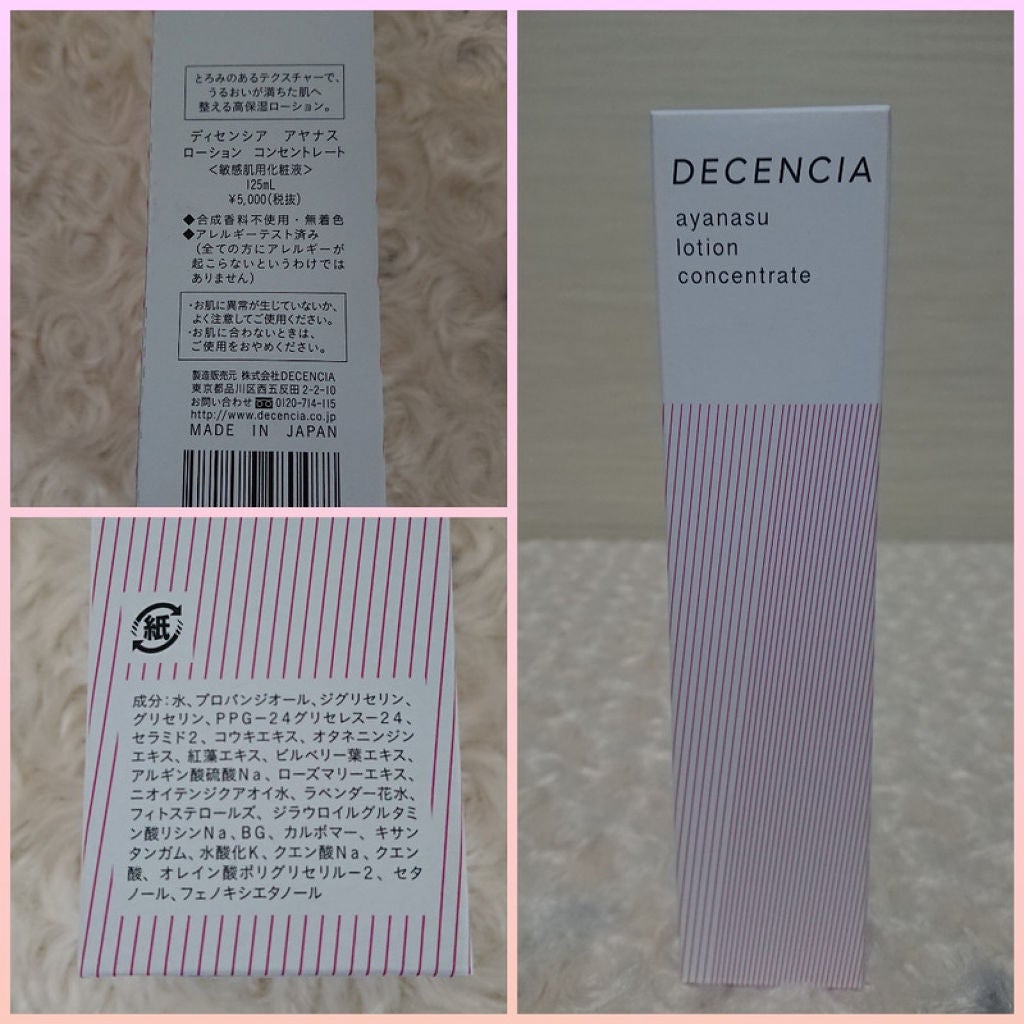 とろみのあるテクスチャーで、
うるおいが満ちた肌へ
整える高保湿ローション。
ディセンシア アヤナス
ローション コンセントレート
<敏感肌用化粧液>
125mL
¥5,000(税抜)
◆合成香料不使用・無着色
◆アレルギーテスト済み
(全ての方にアレルギーが
起こらないというわけでは
ありません)
・お肌に異常が生じていないか、
よく注意してご使用ください。
・お肌に合わないときは、
ご使用をおやめください。
製造販売元 株式会社DECENCIA
東京都品川区西五反田2-2-10
お問い合わせ 0120-714-115
http://www.decencia.co.jp
MADE IN JAPAN
紙
成分:水、プロパンジオール、ジグリセリン、
グリセリン、PPG-24グリセレス-24、
セラミド2、コウキエキス、オタネニンジン
エキス、紅藻エキス、ビルベリー葉エキス、
アルギン酸硫酸Na、ローズマリーエキス、
ニオイテンジクアオイ水、ラベンダー花水、
フィトステロールズ、ジラウロイルグルタミ
ン酸リシンNa、BG、カルボマー、キサン
タンガム、水酸化K、クエン酸Na、クエン
酸、オレイン酸ポリグリセリル-2、セタ
ノール、フェノキシエタノール
DECENCIA
ayanasu
lotion
concentrate